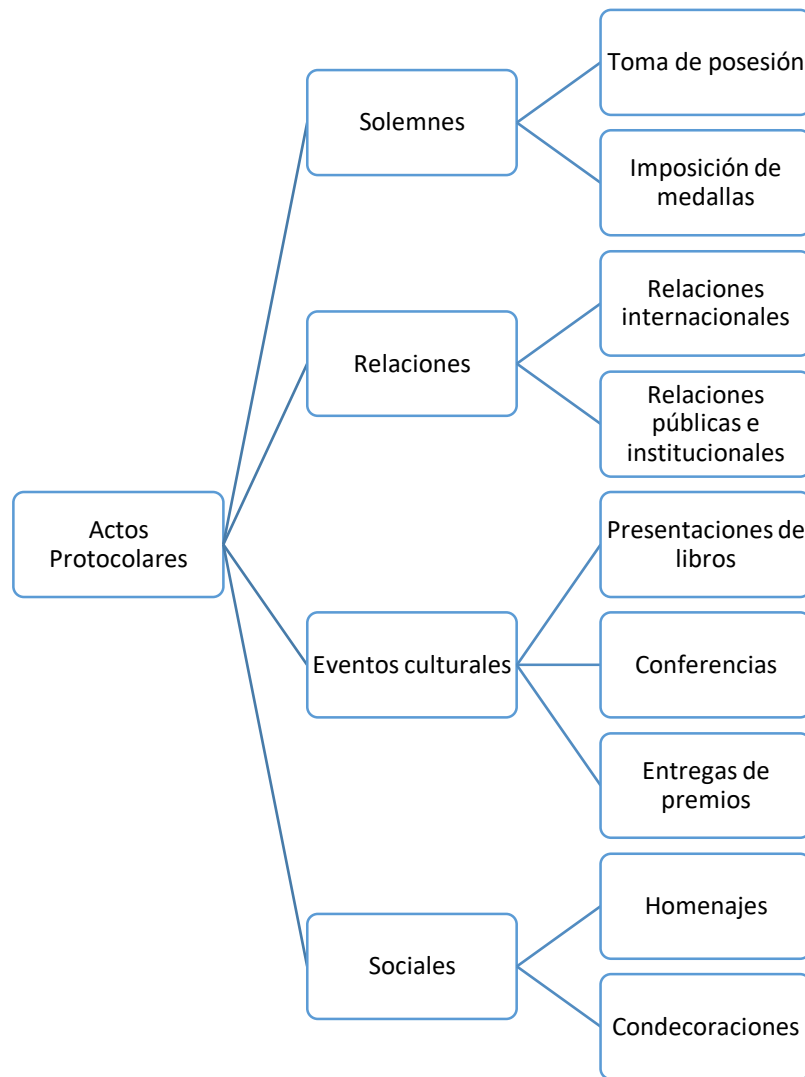 Actos
Protocolares
Solemnes
Toma de posesión
Imposición de
medallas
Relaciones
Relaciones
internacionales
Relaciones
públicas e
institucionales
Eventos culturales
Presentaciones de
libros
Conferencias
Entregas de
premios
Sociales
Homenajes
Condecoraciones